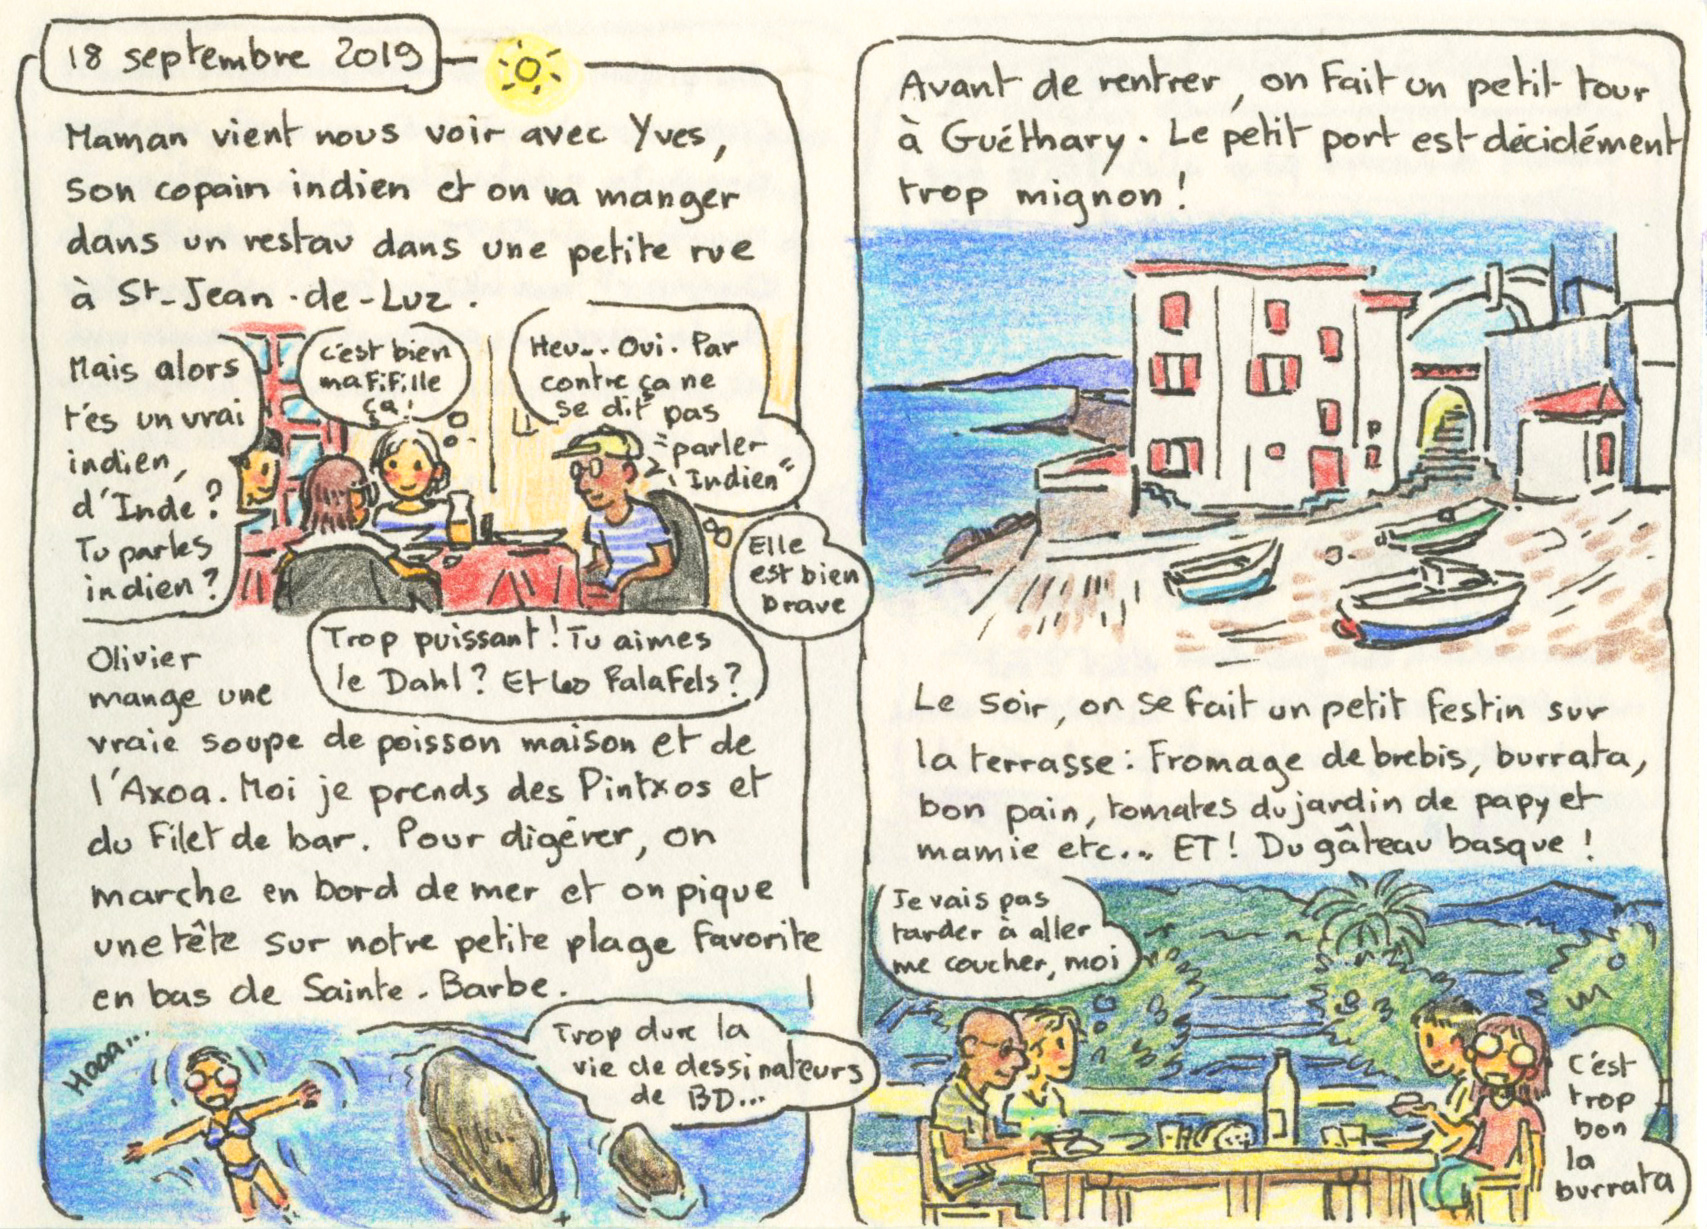 18 septembre 2019
Maman vient nous voir avec Yves,
son copain indien et on va manger
dans un restau dans une petite rue
à St-Jean-de-Luz.
Mais alors
t'es un vrai
indien,
d'Inde?
Tu parles
indien?
C'est bien
ma fifille
ça!
Heu... Oui. Par
contre ça ne
se dit pas
"parler
Indien"
Elle
est bien
brave
Trop puissant! Tu aimes
le Dahl? Et les Falafels?
Olivier
mange une
vraie soupe de poisson maison et de
l'Axoa. Moi je prends des Pintxos et
du Filet de bar. Pour digérer, on
marche en bord de mer et on pique
une tête sur notre petite plage favorite
en bas de Sainte-Barbe.
Haaa...
Trop dure la
vie de dessinateurs
de BD...
Avant de rentrer, on fait un petit tour
à Guéthary. Le petit port est décidément
trop mignon!
Le soir, on se fait un petit festin sur
la terrasse: Fromage de brebis, burrata,
bon pain, tomates du jardin de papy et
mamie etc... ET! Du gâteau basque!
Je vais pas
tarder à aller
me coucher, moi
C'est
trop
bon
la
burrata